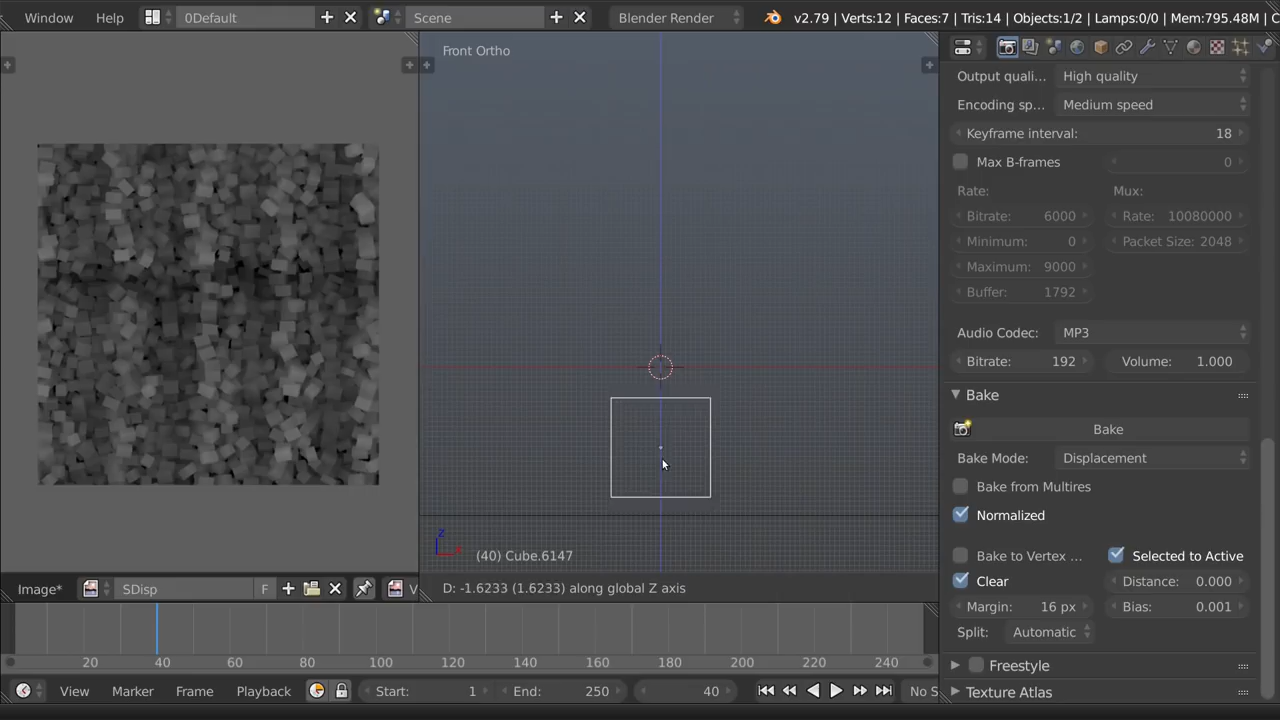 Window Help 0Default Scene Blender Render v2.79 | Verts:12 | Faces:7 | Tris:14 | Objects:1/2 | Lamps:0/0 | Mem:795.48M |
Front Ortho
Output quali... High quality
Encoding sp... Medium speed
Keyframe interval: 18
Max B-frames 0
Rate: Mux:
Bitrate: 6000 Rate: 10080000
Minimum: 0 Packet Size: 2048
Maximum: 9000
Buffer: 1792
Audio Codec: MP3
Bitrate: 192 Volume: 1.000
Bake
Bake
Bake Mode: Displacement
Bake from Multires
Normalized
Bake to Vertex ... Selected to Active
Clear Distance: 0.000
Margin: 16 px Bias: 0.001
Split: Automatic
Freestyle
Texture Atlas
z
(40) Cube.6147
Image* SDisp F V
D: -1.6233 (1.6233) along global Z axis
20 40 60 80 100 120 140 160 180 200 220 240
View Marker Frame Playback Start: 1 End: 250 40 No S